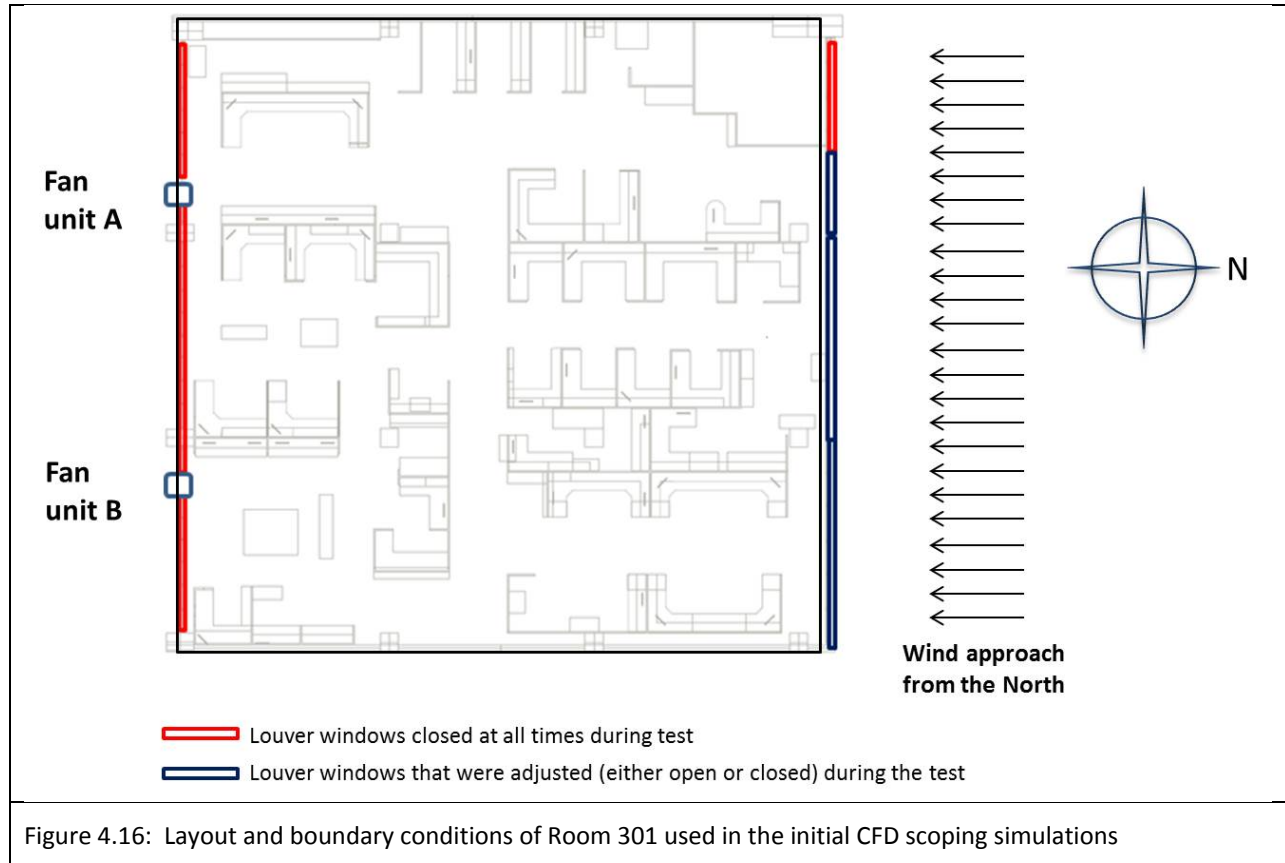 Fan
unit A
N
Fan
unit B
Wind approach
from the North
Louver windows closed at all times during test
Louver windows that were adjusted (either open or closed) during the test
Figure 4.16: Layout and boundary conditions of Room 301 used in the initial CFD scoping simulations